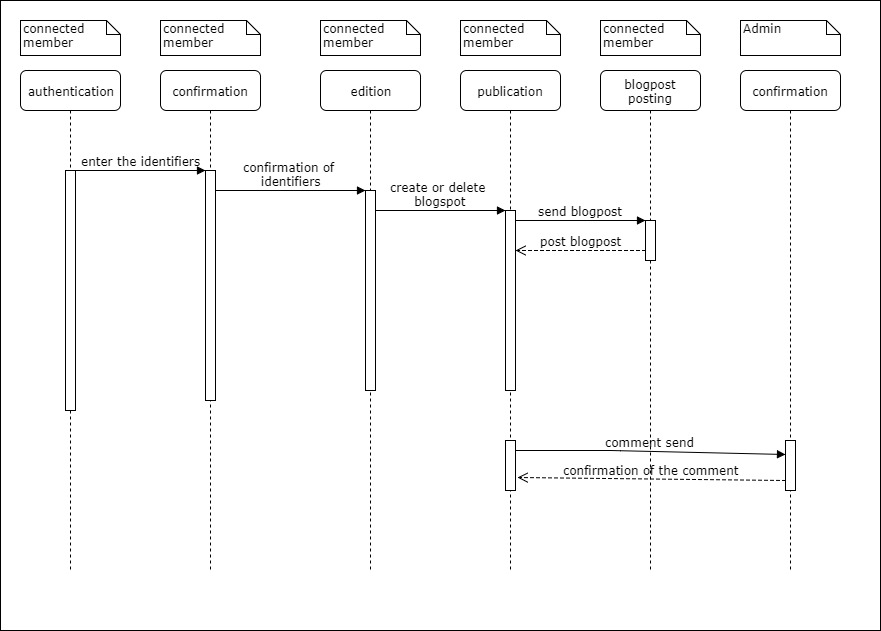 connected
member
connected
member
connected
member
connected
member
connected
member
Admin
authentication
confirmation
edition
publication
blogpost
posting
confirmation
enter the identifiers
confirmation of
identifiers
create or delete
blogspot
send blogpost
post blogpost
comment send
confirmation of the comment